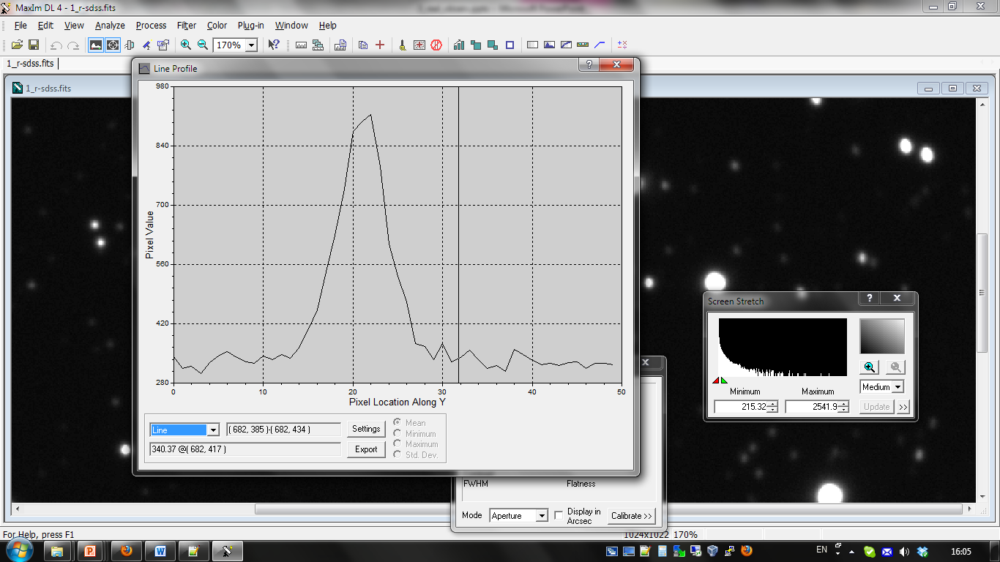 MaxIm DL 4 - 1_r-sdss.fits
File Edit View Analyze Process Filter Color Plug-in Window Help
170%
1_r-sdss.fits
Line Profile
1_r-sdss.fits
980
840
700
560
420
280
Pixel Value
0 10 20 30 40 50
Pixel Location Along Y
Line ( 682, 385 )-( 682, 434 ) Settings
340.37 @( 682, 417 ) Export
Mean
Minimum
Maximum
Std. Dev.
Screen Stretch
Minimum Maximum Medium
215.32 2541.9 Update >>
FWHM Flatness
Mode Aperture Display in Arcsec Calibrate >>
For Help, press F1
1024x1022 170%
EN 16:05